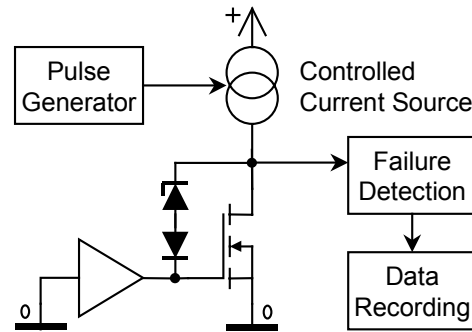 +
Pulse
Generator
Controlled
Current Source
Failure
Detection
Data
Recording
0
0